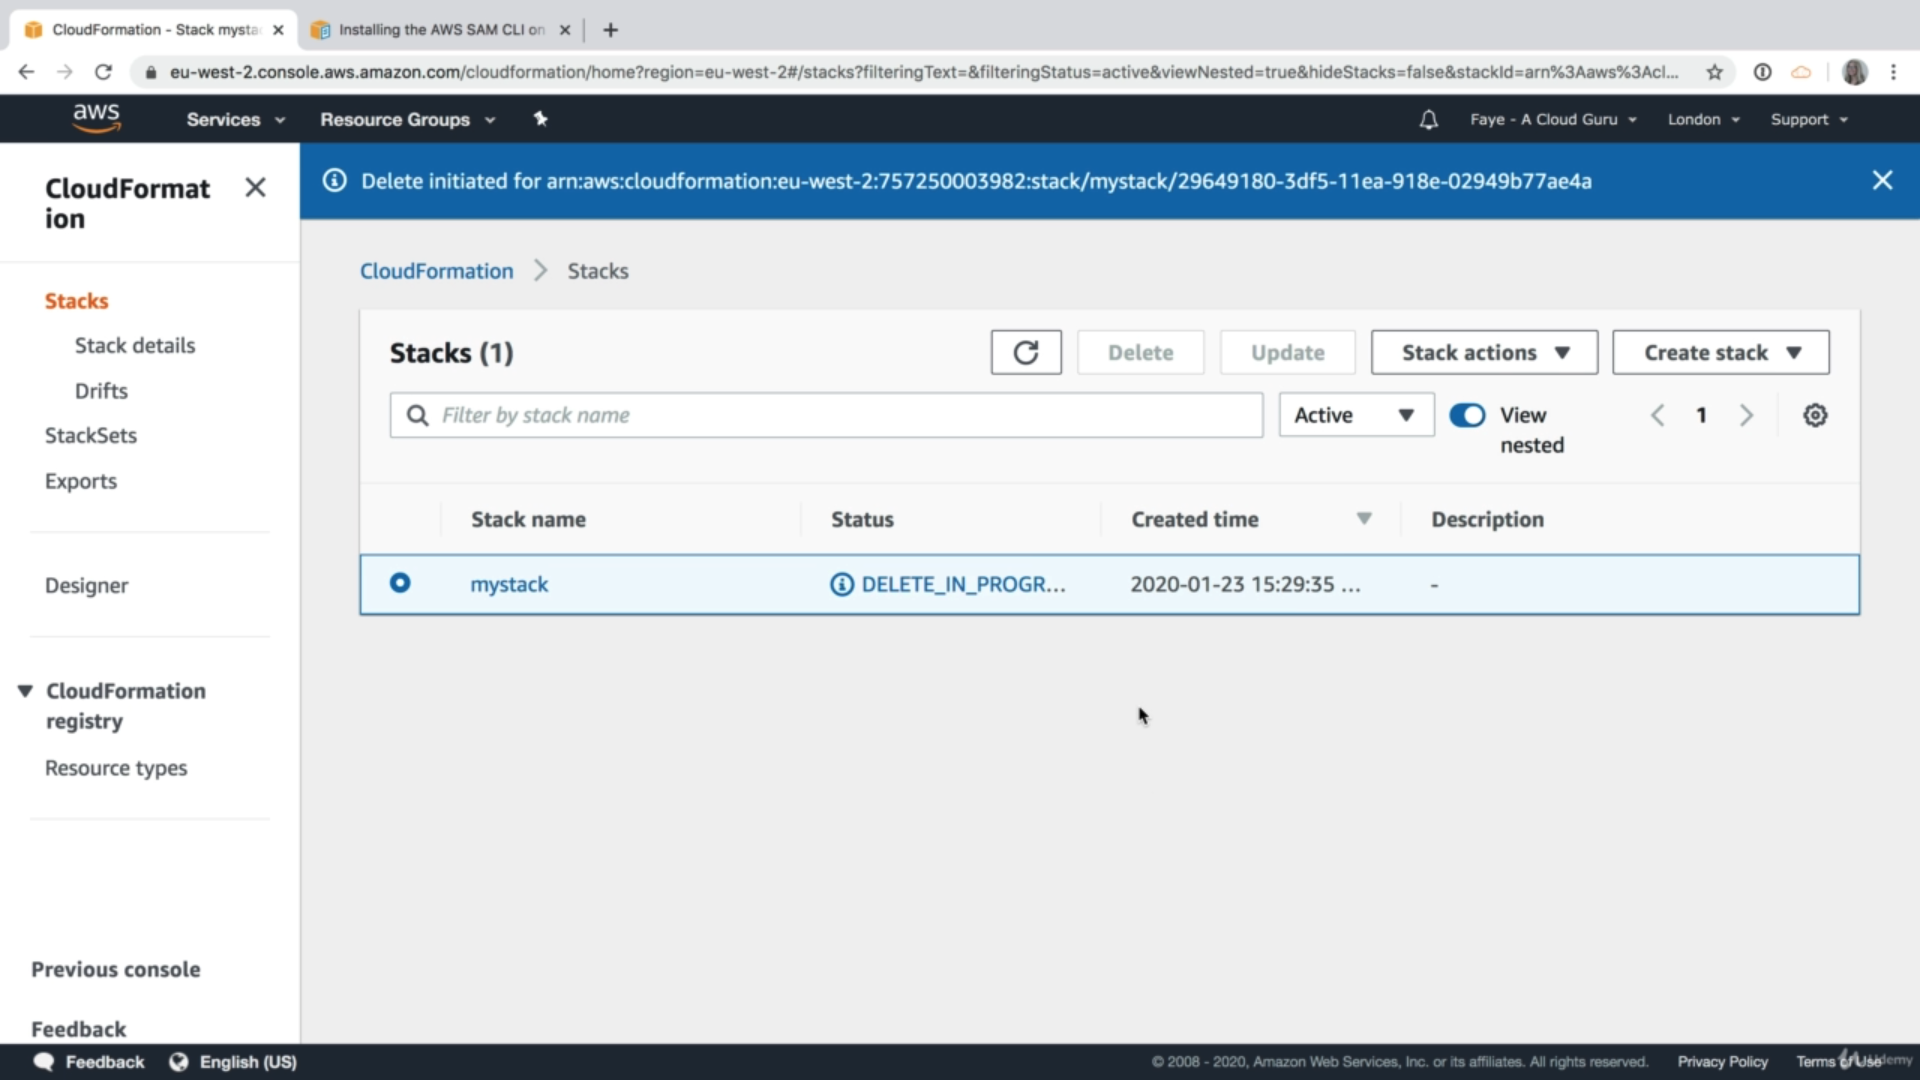 CloudFormation - Stack mysta
Installing the AWS SAM CLI on
eu-west-2.console.aws.amazon.com/cloudformation/home?region=eu-west-2#/stacks?filteringText=&filteringStatus=active&viewNested=true&hideStacks=false&stackId=arn%3Aaws%3Acl...
aws
Services
Resource Groups
Faye - A Cloud Guru
London
Support
CloudFormat
ion
Delete initiated for arn:aws:cloudformation:eu-west-2:757250003982:stack/mystack/29649180-3df5-11ea-918e-02949b77ae4a
CloudFormation
Stacks
Stacks
Stack details
Drifts
StackSets
Exports
Designer
CloudFormation
registry
Resource types
Previous console
Feedback
Stacks (1)
Delete
Update
Stack actions
Create stack
Filter by stack name
Active
View
nested
1
Stack name
Status
Created time
Description
mystack
DELETE_IN_PROGR...
2020-01-23 15:29:35 ...
-
Feedback
English (US)
© 2008 - 2020, Amazon Web Services, Inc. or its affiliates. All rights reserved.
Privacy Policy
Terms of Use